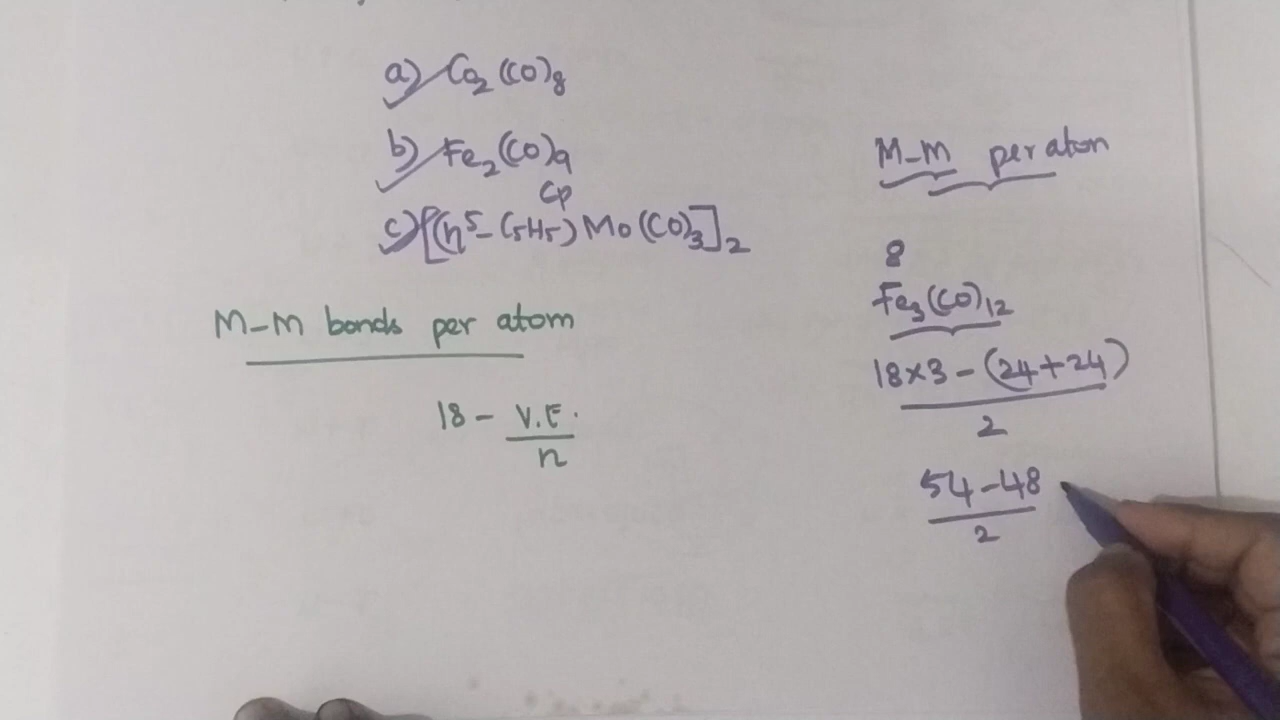 a) Co2 (CO)8
b) Fe2 (CO)9
Cp
c) [(η5-C5H5) Mo (CO)3]2
M-M bonds per atom
18 - V.E.
n
M-M per atom
8
Fe3 (CO)12
18×3 - (24+24)
2
54-48
2